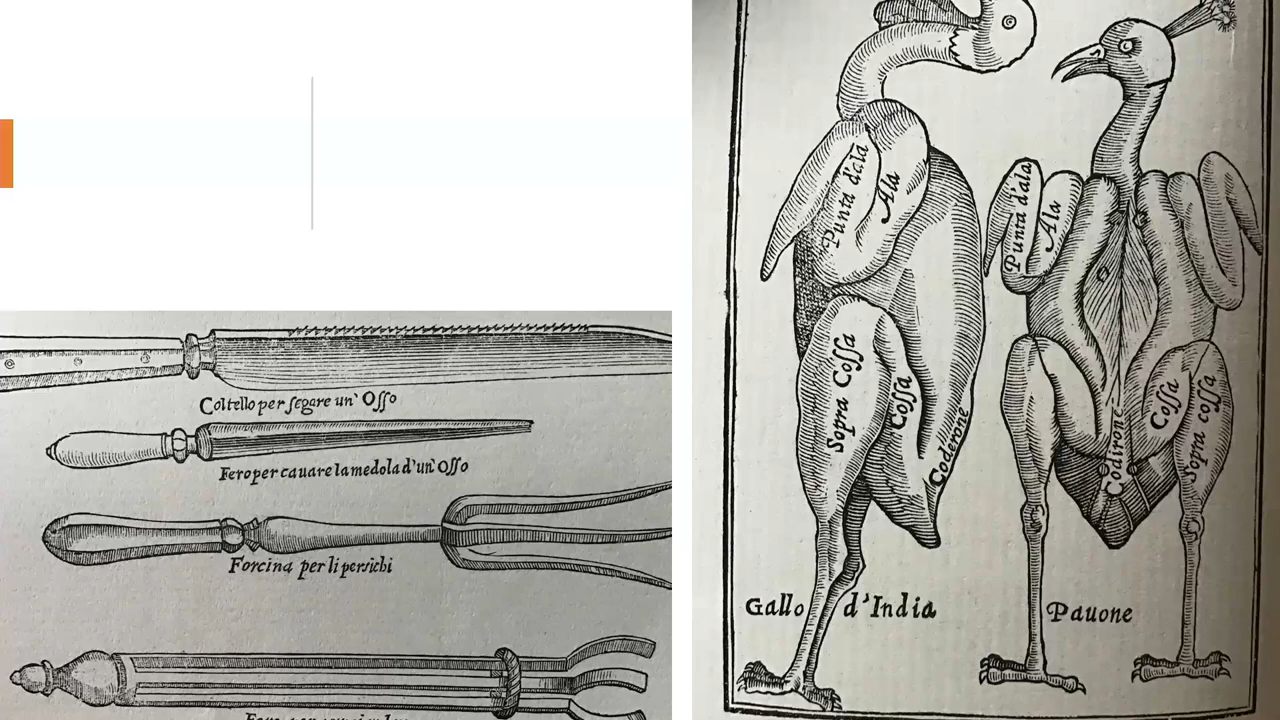 Coltello per segare un' Osso
Fero per cauare la medola d'un' Osso
Forcina per li persichi
Punta d'ala
Ala
Sopra Cossa
Cossa
Coderone
Gallo d'India
Punta d'ala
Ala
Cossa
Sopra cossa
Codirone
Pauone